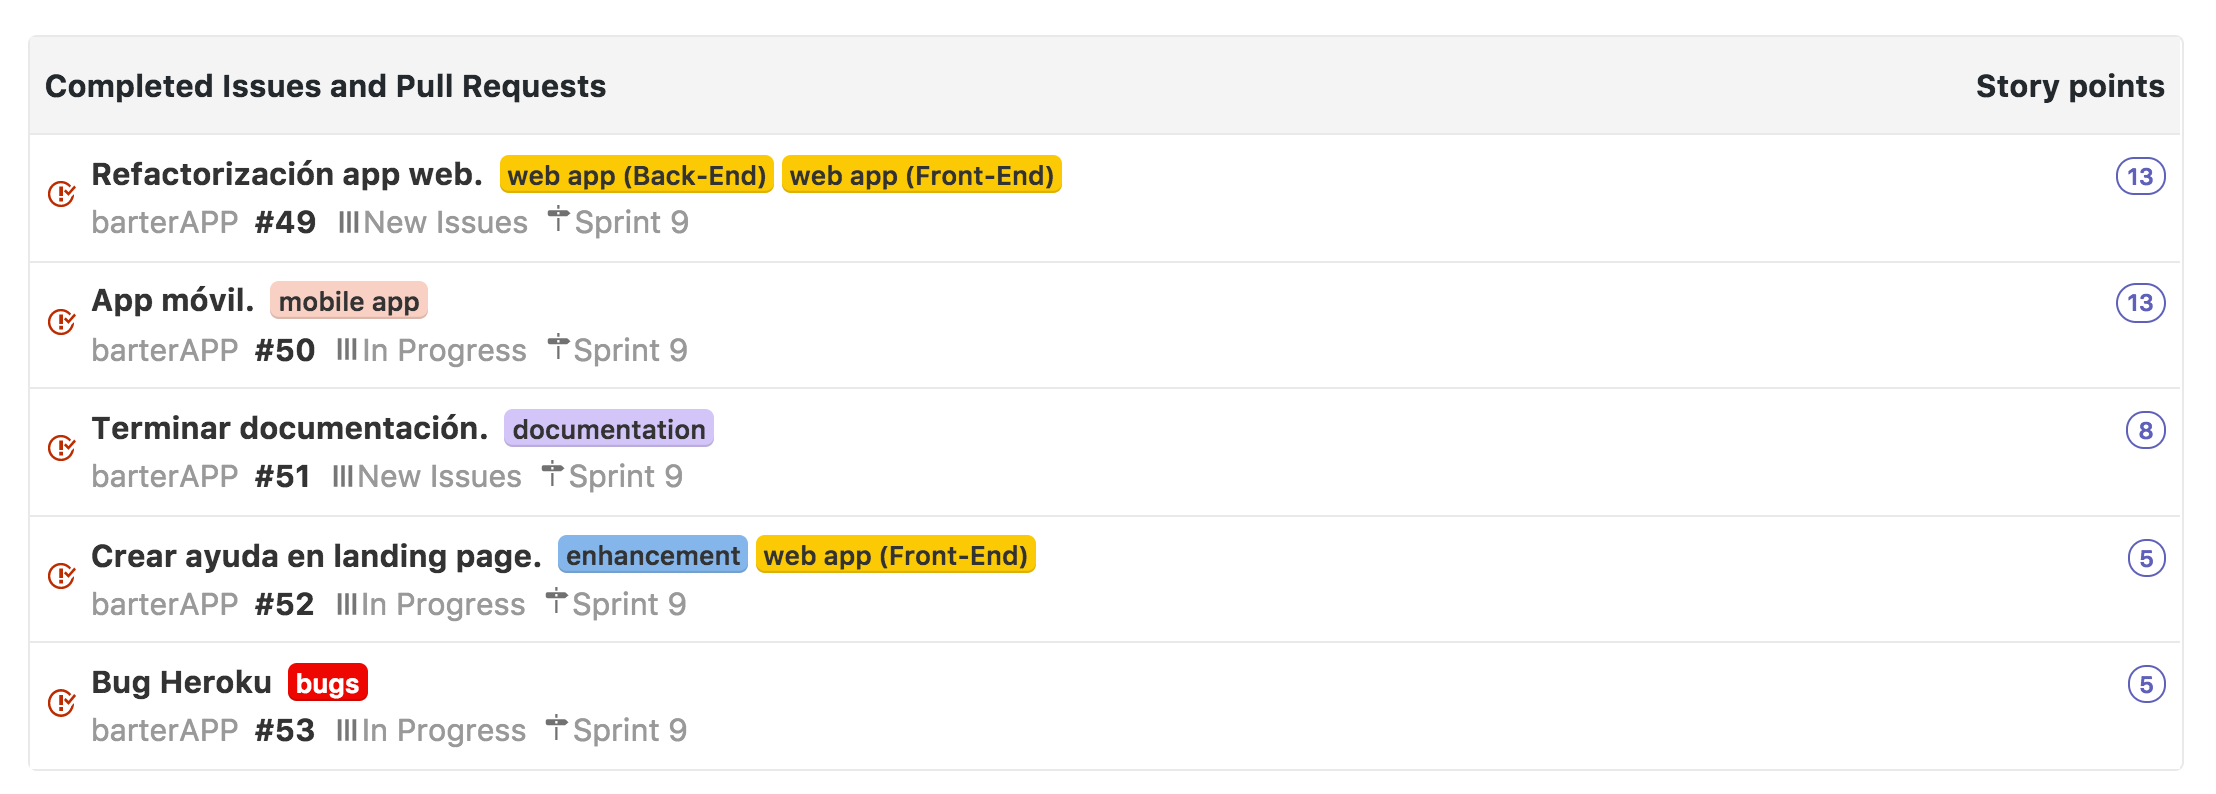 Completed Issues and Pull Requests Story points
Refactorización app web. web app (Back-End) web app (Front-End) 13
barterAPP #49 New Issues Sprint 9
App móvil. mobile app 13
barterAPP #50 In Progress Sprint 9
Terminar documentación. documentation 8
barterAPP #51 New Issues Sprint 9
Crear ayuda en landing page. enhancement web app (Front-End) 5
barterAPP #52 In Progress Sprint 9
Bug Heroku bugs 5
barterAPP #53 In Progress Sprint 9